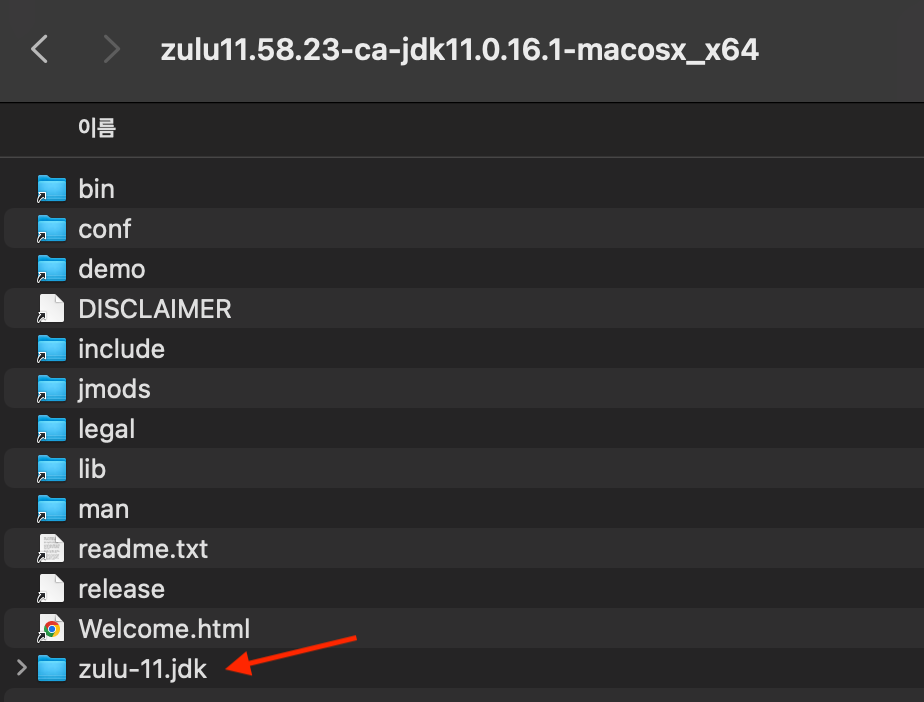 zulu11.58.23-ca-jdk11.0.16.1-macosx_x64
이름
bin
conf
demo
DISCLAIMER
include
jmods
legal
lib
man
readme.txt
release
Welcome.html
zulu-11.jdk